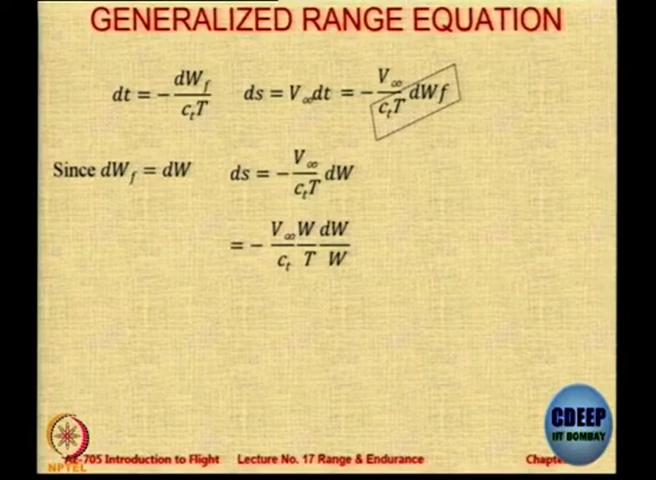 GENERALIZED RANGE EQUATION
dt = − dW_f / c_t T    ds = V_∞ dt = − V_∞ / c_t T dWf
Since dW_f = dW    ds = − V_∞ / c_t T dW
= − V_∞ / c_t W / T dW / W
CDEEP
IIT BOMBAY
NPTEL
AE-705 Introduction to Flight    Lecture No. 17 Range & Endurance